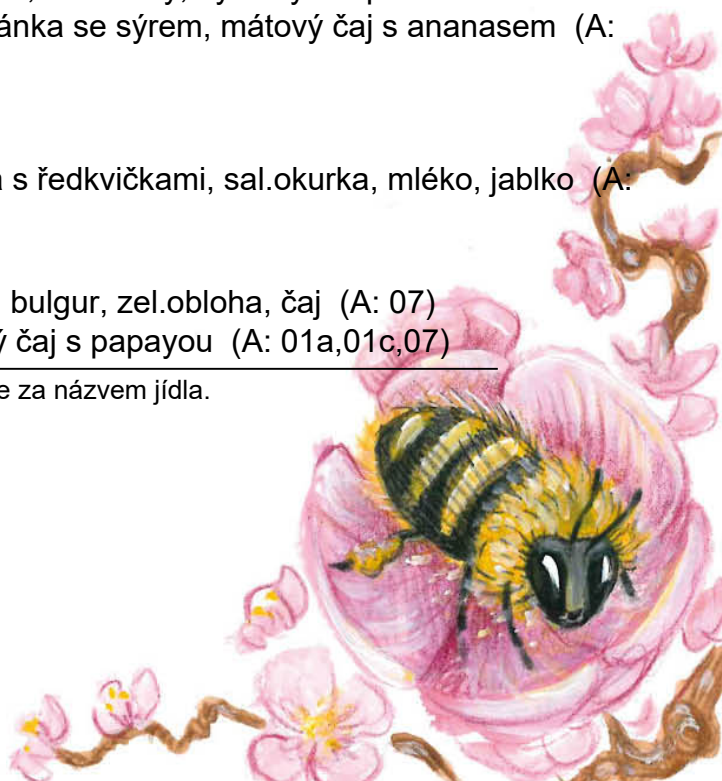 ánka se sýrem, mátový čaj s ananasem (A:
s ředkvičkami, sal.okurka, mléko, jablko (A:
bulgur, zel.obloha, čaj (A: 07)
ý čaj s papayou (A: 01a,01c,07)
e za názvem jídla.